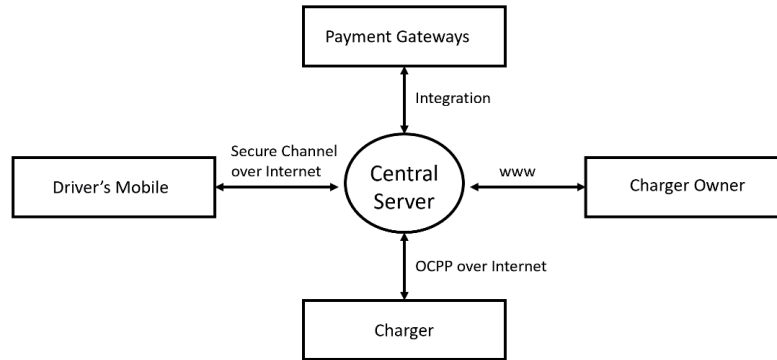 Payment Gateways
Integration
Secure Channel
over Internet
Driver's Mobile
Central
Server
www
Charger Owner
OCPP over Internet
Charger